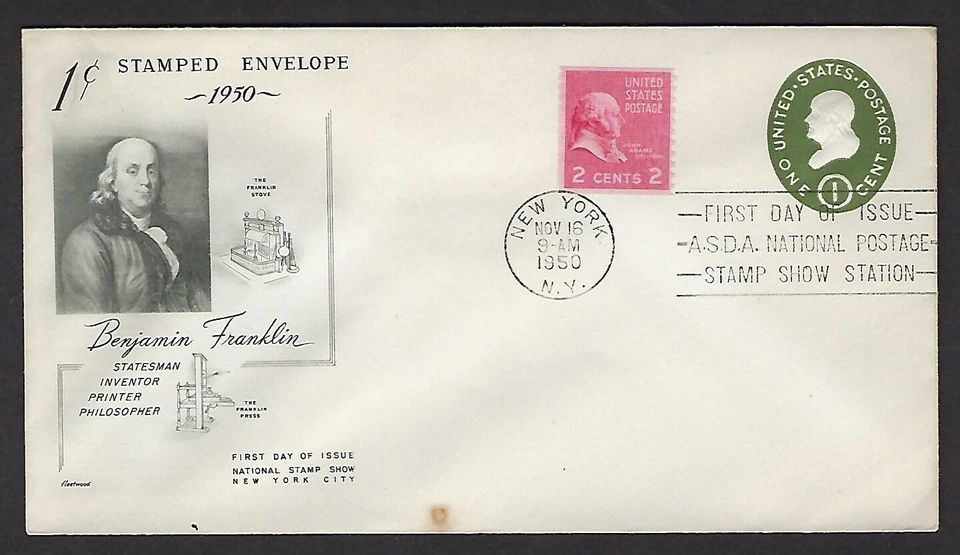 1¢ STAMPED ENVELOPE
~1950~
THE
FRANKLIN
STOVE
Benjamin Franklin
STATESMAN
INVENTOR
PRINTER
PHILOSOPHER
THE
FRANKLIN
PRESS
FIRST DAY OF ISSUE
NATIONAL STAMP SHOW
NEW YORK CITY
fleetwood
UNITED
STATES
POSTAGE
JOHN
ADAMS
2 CENTS 2
NEW YORK
NOV 16
9-AM
1950
N.Y.
UNITED·STATES·POSTAGE
ONE 1 CENT
FIRST DAY OF ISSUE
A.S.D.A. NATIONAL POSTAGE
STAMP SHOW STATION